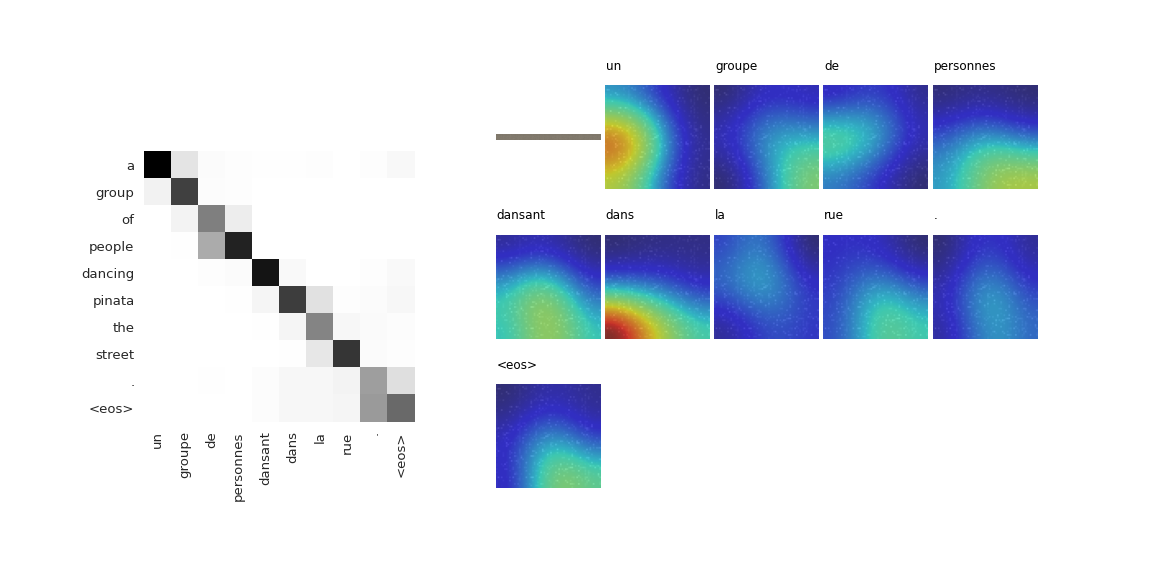 a
group
of
people
dancing
pinata
the
street
.
<eos>
un
groupe
de
personnes
dansant
dans
la
rue
.
<eos>
un groupe de personnes
dansant dans la rue .
<eos>